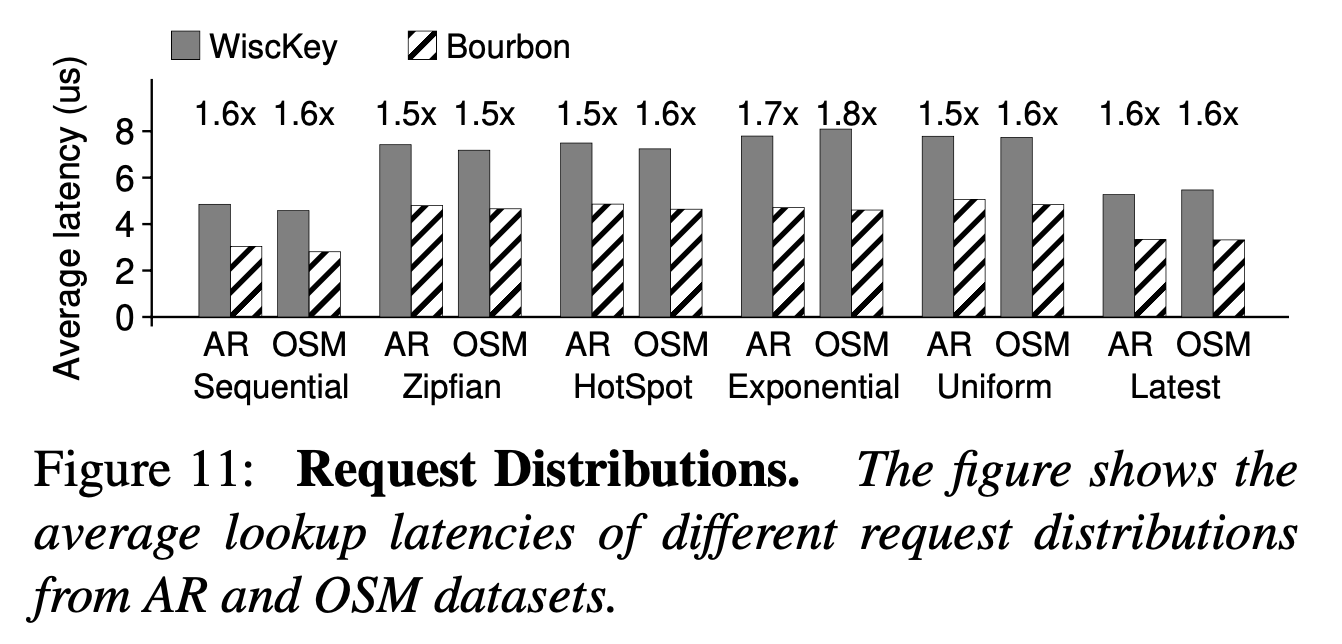 WiscKey Bourbon
Average latency (us)
1.6x 1.6x 1.5x 1.5x 1.5x 1.6x 1.7x 1.8x 1.5x 1.6x 1.6x 1.6x
8
6
4
2
0
AR OSM AR OSM AR OSM AR OSM AR OSM AR OSM
Sequential Zipfian HotSpot Exponential Uniform Latest
Figure 11: Request Distributions. The figure shows the
average lookup latencies of different request distributions
from AR and OSM datasets.